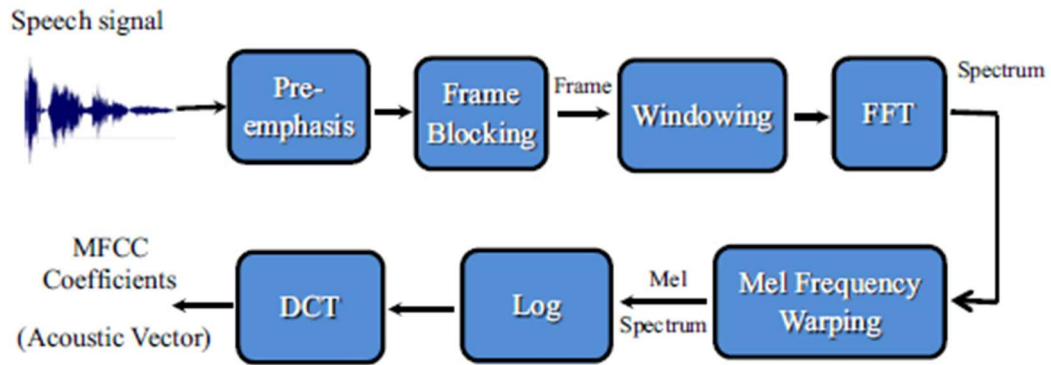 Speech signal
Pre-
emphasis
Frame
Blocking
Frame
Windowing
FFT
Spectrum
Mel Frequency
Warping
Mel
Spectrum
Log
DCT
MFCC
Coefficients
(Acoustic Vector)